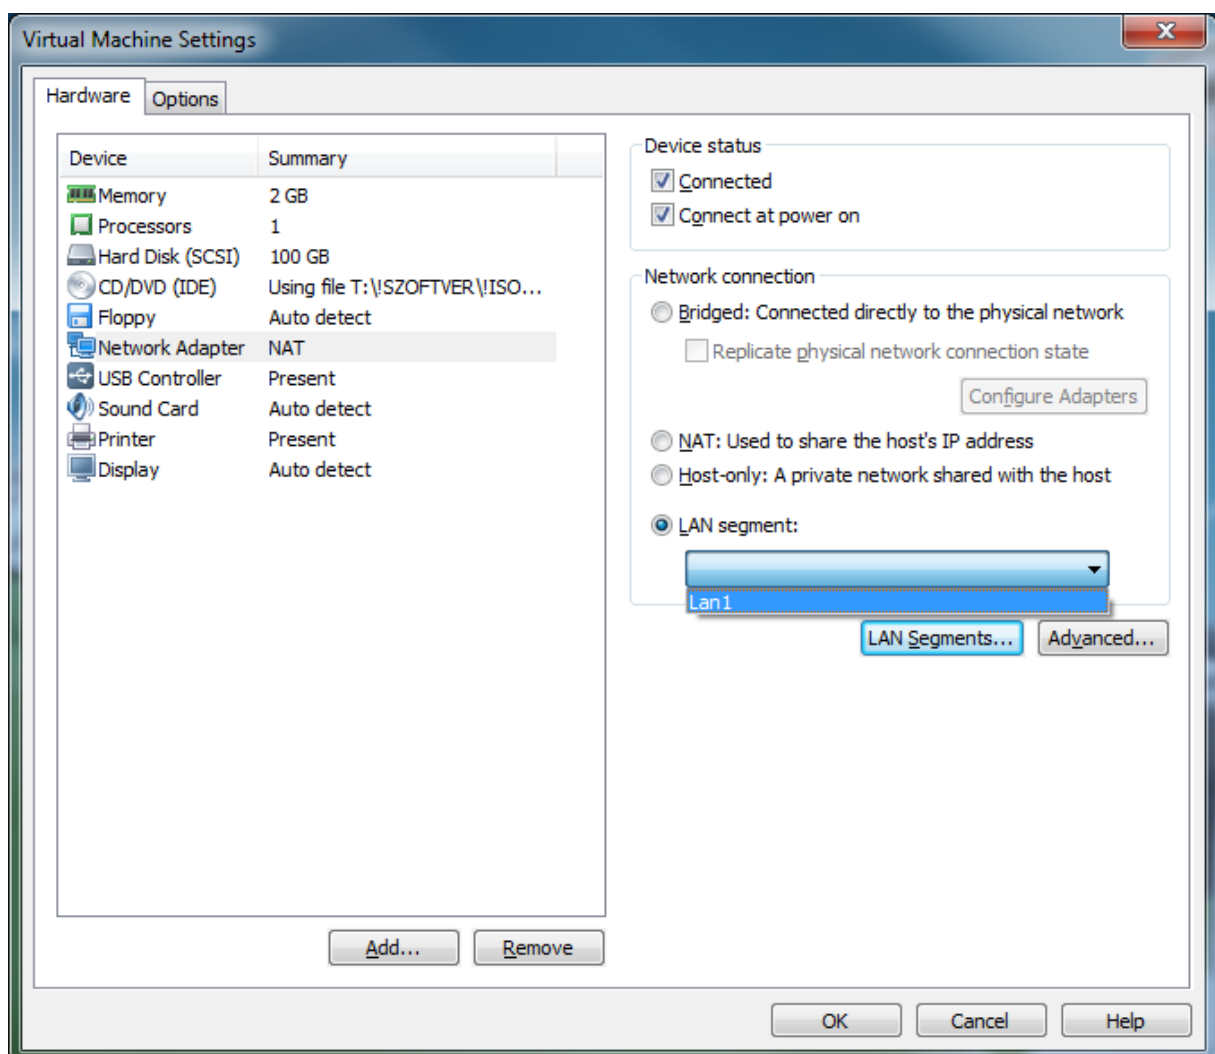 Virtual Machine Settings
Hardware
Options
Device Summary
Memory 2 GB
Processors 1
Hard Disk (SCSI) 100 GB
CD/DVD (IDE) Using file T:\!SZOFTVER\!ISO...
Floppy Auto detect
Network Adapter NAT
USB Controller Present
Sound Card Auto detect
Printer Present
Display Auto detect
Add...
Remove
Device status
Connected
Connect at power on
Network connection
Bridged: Connected directly to the physical network
Replicate physical network connection state
Configure Adapters
NAT: Used to share the host's IP address
Host-only: A private network shared with the host
LAN segment:
Lan1
LAN Segments...
Advanced...
OK
Cancel
Help